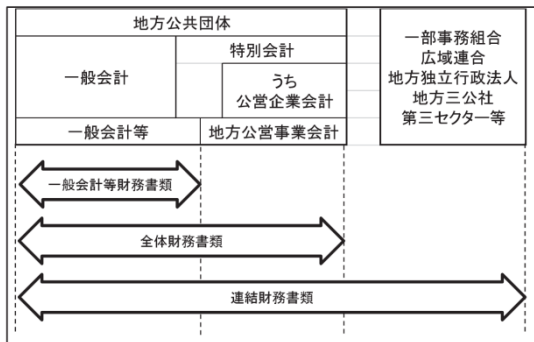 地方公共団体
一般会計
特別会計
うち
公営企業会計
一般会計等
地方公営事業会計
一部事務組合
広域連合
地方独立行政法人
地方三公社
第三セクター等
一般会計等財務書類
全体財務書類
連結財務書類